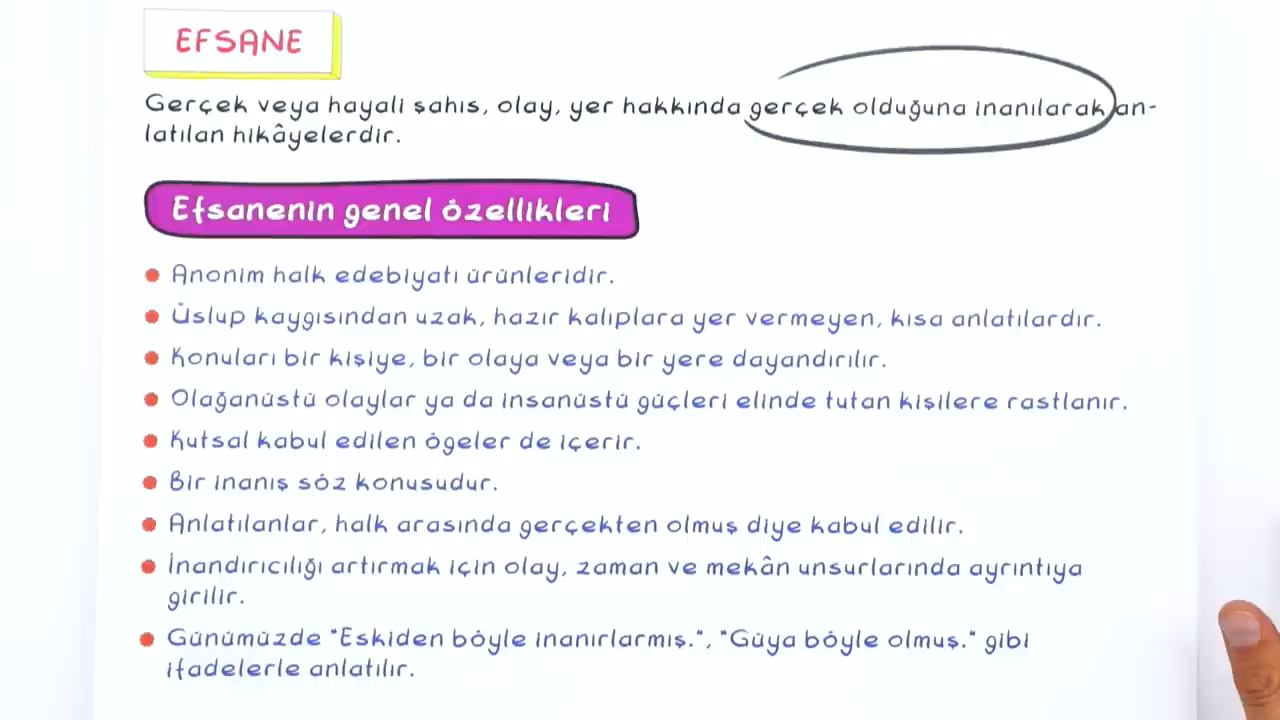 EFSANE
Gerçek veya hayali şahıs, olay, yer hakkında gerçek olduğuna inanılarak an-
latılan hikâyelerdir.
Efsanenin genel özellikleri
Anonim halk edebiyatı ürünleridir.
Üslup kaygısından uzak, hazır kalıplara yer vermeyen, kısa anlatılardır.
Konuları bir kişiye, bir olaya veya bir yere dayandırılır.
Olağanüstü olaylar ya da insanüstü güçleri elinde tutan kişilere rastlanır.
Kutsal kabul edilen ögeler de içerir.
Bir inanış söz konusudur.
Anlatılanlar, halk arasında gerçekten olmuş diye kabul edilir.
İnandırıcılığı artırmak için olay, zaman ve mekân unsurlarında ayrıntıya
girilir.
Günümüzde "Eskiden böyle inanırlarmış.", "Güya böyle olmuş." gibi
ifadelerle anlatılır.